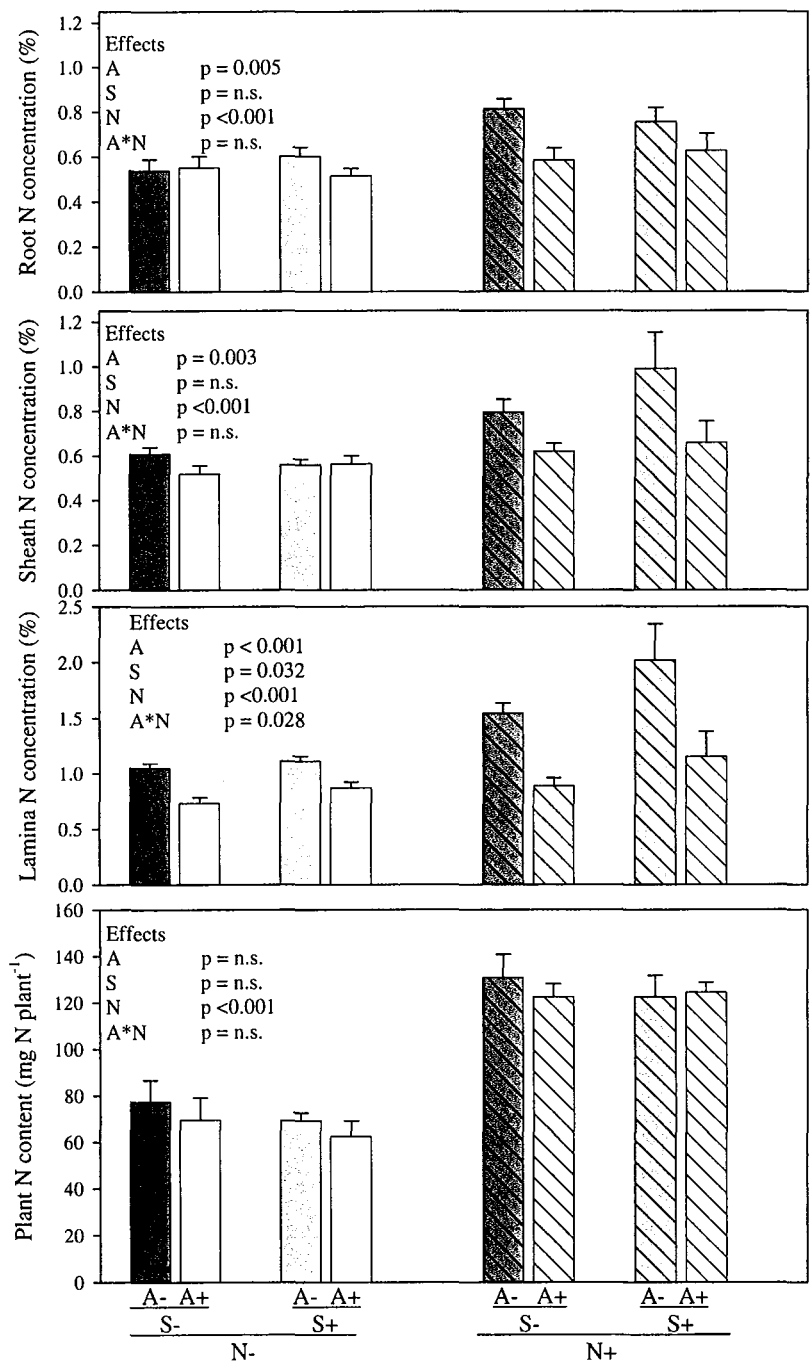 Root N concentration (%)
1.2
1.0
0.8
0.6
0.4
0.2
0.0
Effects
A p = 0.005
S p = n.s.
N p <0.001
A*N p = n.s.
Sheath N concentration (%)
1.2
1.0
0.8
0.6
0.4
0.2
0.0
Effects
A p = 0.003
S p = n.s.
N p <0.001
A*N p = n.s.
Lamina N concentration (%)
2.5
2.0
1.5
1.0
0.5
0.0
Effects
A p < 0.001
S p = 0.032
N p <0.001
A*N p = 0.028
Plant N content (mg N plant⁻¹)
160
140
120
100
80
60
40
20
0
Effects
A p = n.s.
S p = n.s.
N p <0.001
A*N p = n.s.
A- A+ A- A+ A- A+ A- A+
S- S+ S- S+
N- N+